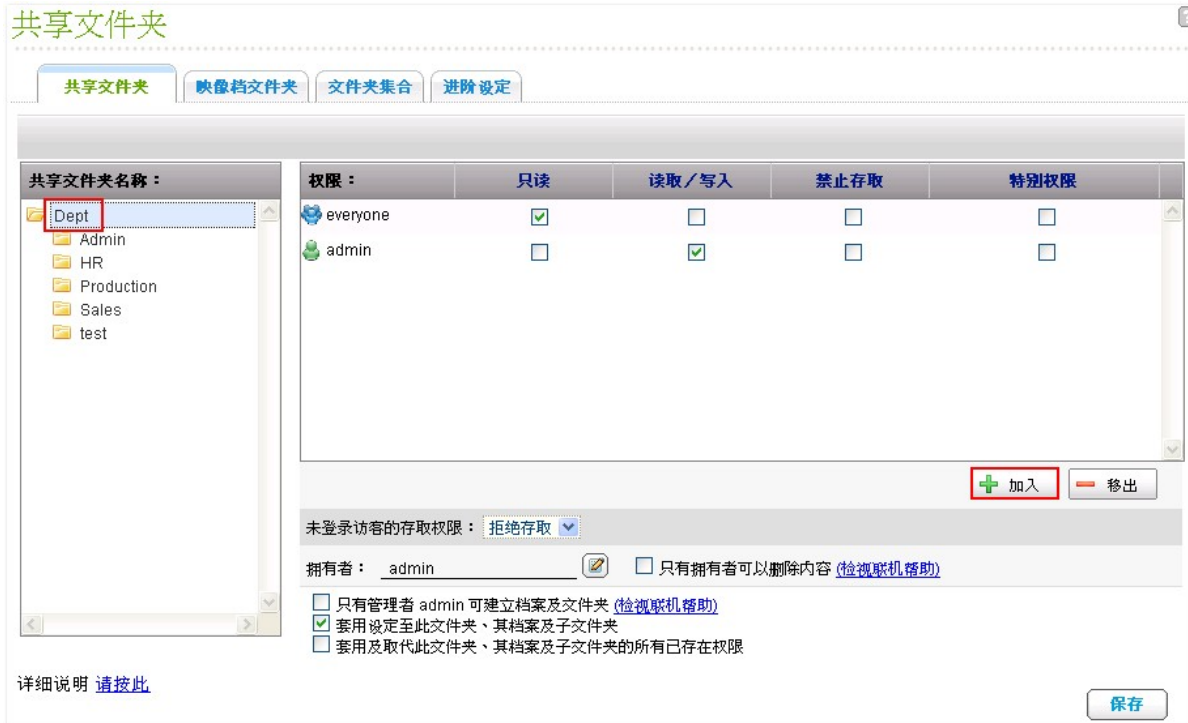 共享文件夹
共享文件夹 映像档文件夹 文件夹集合 进阶设定
共享文件夹名称：
Dept
Admin
HR
Production
Sales
test
权限： 只读 读取／写入 禁止存取 特别权限
everyone
admin
加入 移出
未登录访客的存取权限： 拒绝存取
拥有者： admin 只有拥有者可以删除内容 (检视联机帮助)
只有管理者 admin 可建立档案及文件夹 (检视联机帮助)
套用设定至此文件夹、其档案及子文件夹
套用及取代此文件夹、其档案及子文件夹的所有已存在权限
详细说明 请按此
保存